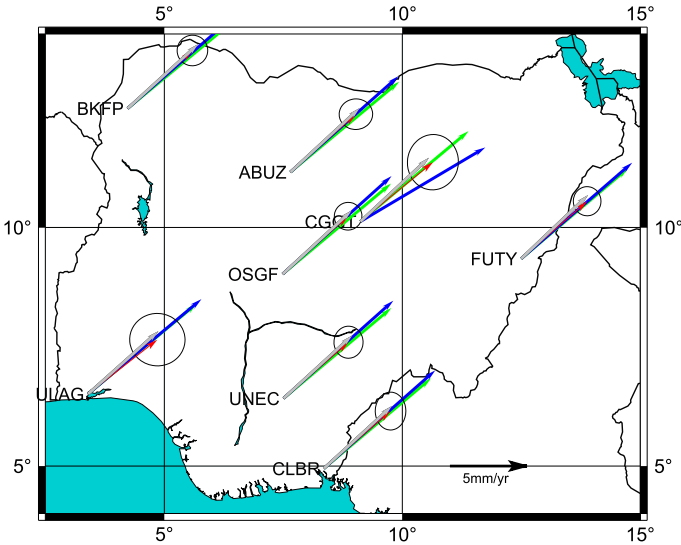 5° 10° 15°
BKFP
ABUZ
CGGT
10° 10°
FUTY
OSGF
ULAG
UNEC
CLBR
5° 5°
5mm/yr
5° 10° 15°